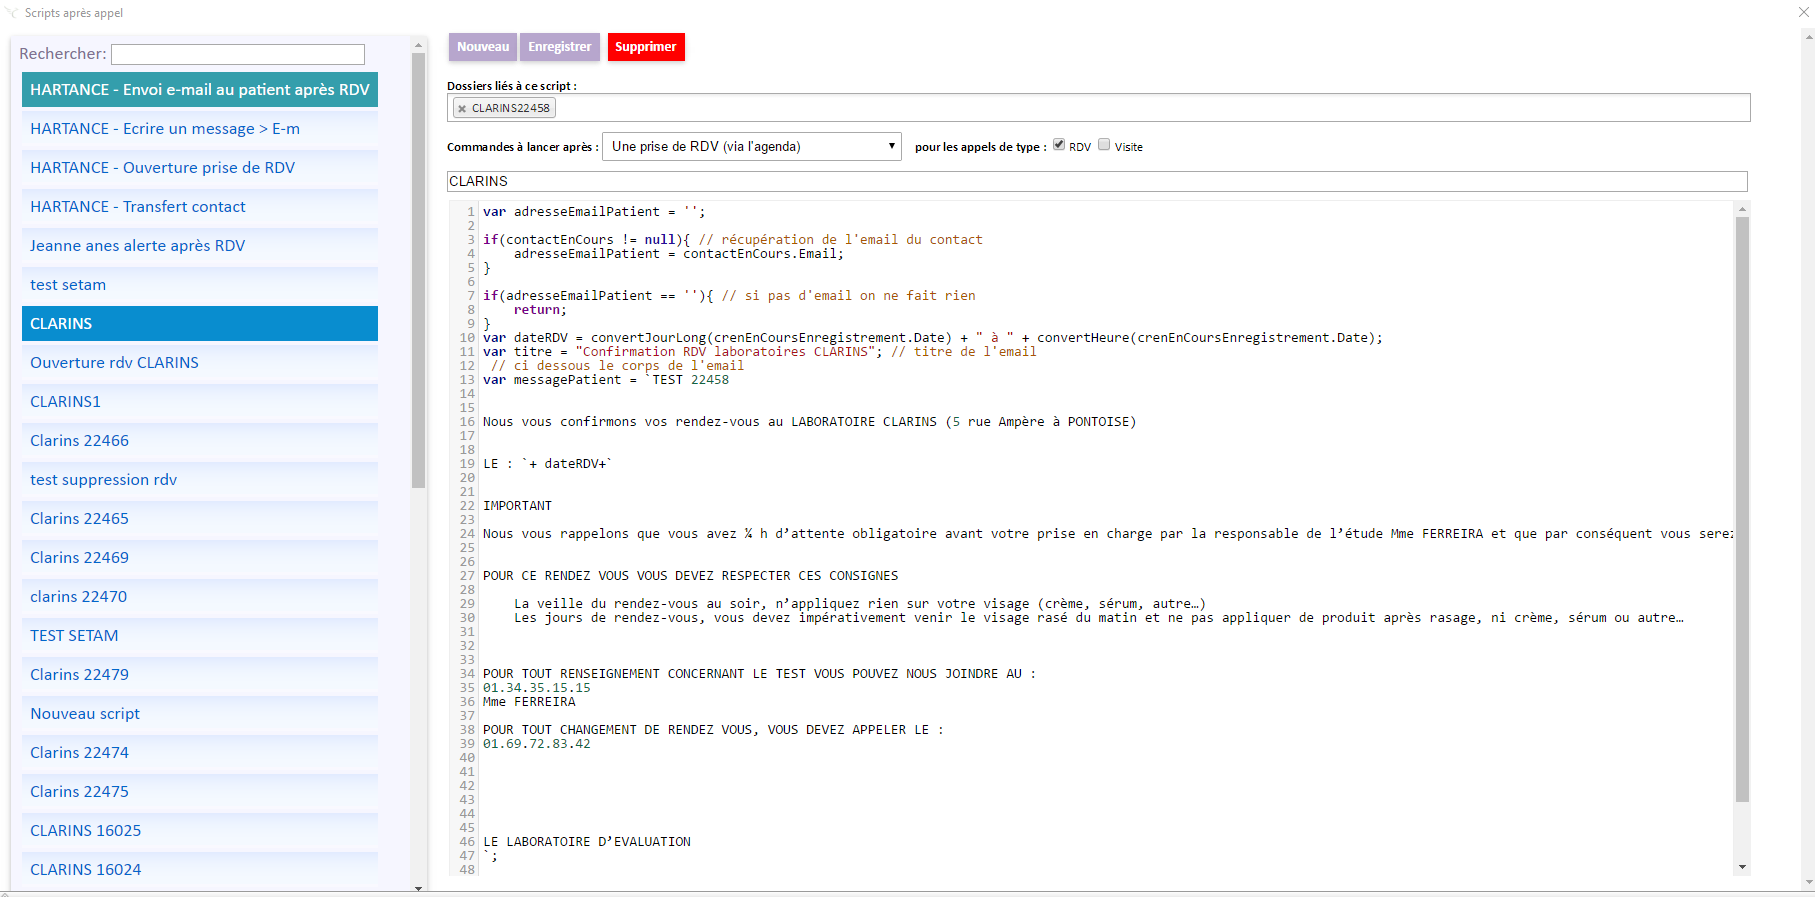 Scripts après appel
Rechercher:
HARTANCE - Envoi e-mail au patient après RDV
HARTANCE - Ecrire un message > E-m
HARTANCE - Ouverture prise de RDV
HARTANCE - Transfert contact
Jeanne anes alerte après RDV
test setam
CLARINS
Ouverture rdv CLARINS
CLARINS1
Clarins 22466
test suppression rdv
Clarins 22465
Clarins 22469
clarins 22470
TEST SETAM
Clarins 22479
Nouveau script
Clarins 22474
Clarins 22475
CLARINS 16025
CLARINS 16024
Nouveau Enregistrer Supprimer
Dossiers liés à ce script :
CLARINS22458
Commandes à lancer après : Une prise de RDV (via l'agenda) pour les appels de type : RDV Visite
CLARINS
1 var adresseEmailPatient = '';
2
3 if(contactEnCours != null){ // récupération de l'email du contact
4     adresseEmailPatient = contactEnCours.Email;
5 }
6
7 if(adresseEmailPatient == ''){ // si pas d'email on ne fait rien
8     return;
9 }
10 var dateRDV = convertJourLong(crenEnCoursEnregistrement.Date) + " à " + convertHeure(crenEnCoursEnregistrement.Date);
11 var titre = "Confirmation RDV laboratoires CLARINS"; // titre de l'email
12  // ci dessous le corps de l'email
13 var messagePatient = `TEST 22458
14
15
16 Nous vous confirmons vos rendez-vous au LABORATOIRE CLARINS (5 rue Ampère à PONTOISE)
17
18
19 LE : `+ dateRDV+`
20
21
22 IMPORTANT
23
24 Nous vous rappelons que vous avez ¼ h d’attente obligatoire avant votre prise en charge par la responsable de l’étude Mme FERREIRA et que par conséquent vous serez
25
26
27 POUR CE RENDEZ VOUS VOUS DEVEZ RESPECTER CES CONSIGNES
28
29     La veille du rendez-vous au soir, n’appliquez rien sur votre visage (crème, sérum, autre…)
30     Les jours de rendez-vous, vous devez impérativement venir le visage rasé du matin et ne pas appliquer de produit après rasage, ni crème, sérum ou autre…
31
32
33
34 POUR TOUT RENSEIGNEMENT CONCERNANT LE TEST VOUS POUVEZ NOUS JOINDRE AU :
35 01.34.35.15.15
36 Mme FERREIRA
37
38 POUR TOUT CHANGEMENT DE RENDEZ VOUS, VOUS DEVEZ APPELER LE :
39 01.69.72.83.42
40
41
42
43
44
45
46 LE LABORATOIRE D’EVALUATION
47 `;
48